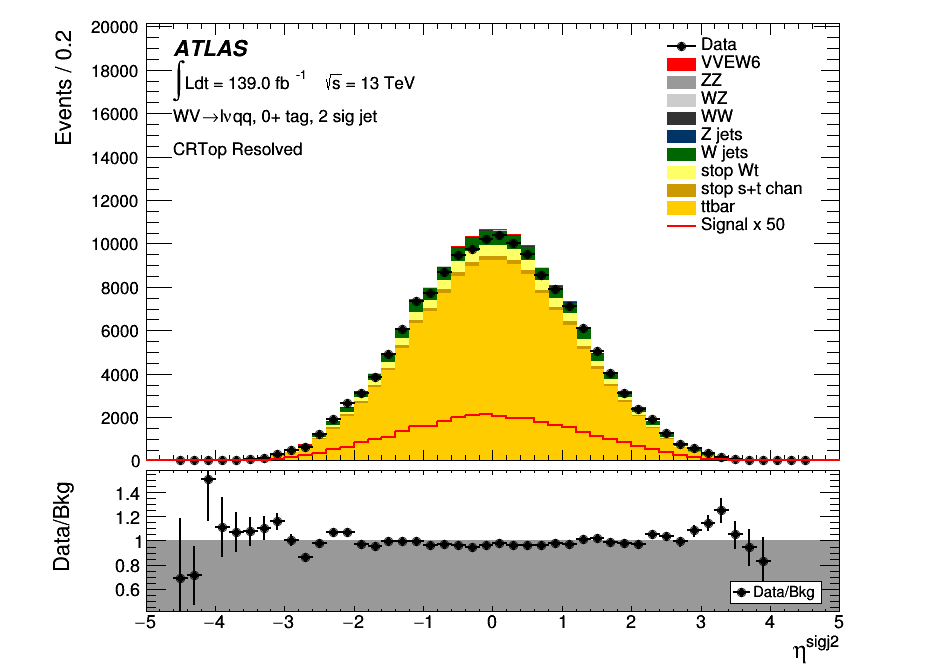 ATLAS
∫Ldt = 139.0 fb -1 √s = 13 TeV
WV→lνqq, 0+ tag, 2 sig jet
CRTop Resolved
Data
VVEW6
ZZ
WZ
WW
Z jets
W jets
stop Wt
stop s+t chan
ttbar
Signal x 50
Events / 0.2
20000
18000
16000
14000
12000
10000
8000
6000
4000
2000
0
Data/Bkg
1.4
1.2
1
0.8
0.6
Data/Bkg
−5 −4 −3 −2 −1 0 1 2 3 4 5
η^sigj2